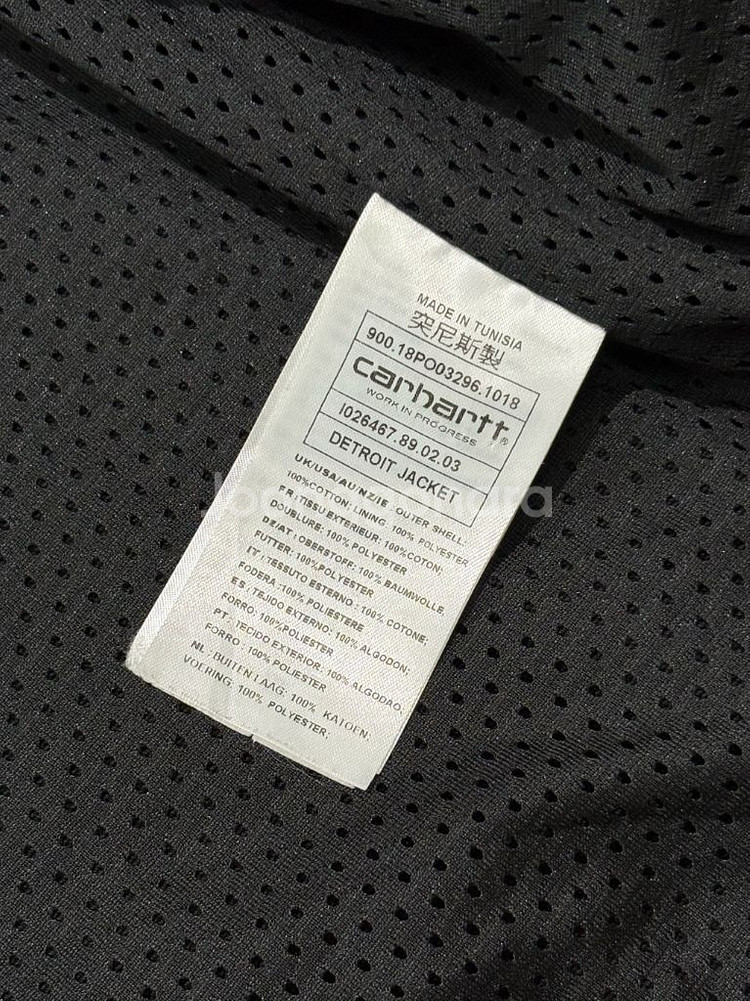 MADE IN TUNISIA
突尼斯製
900.18PO03296.1018
carhartt®
WORK IN PROGRESS
I026467.89.02.03
DETROIT JACKET
UK/USA/AU/NZ/IE: OUTER SHELL:
100%COTTON; LINING: 100% POLYESTER
FR: TISSU EXTERIEUR: 100%COTON;
DOUBLURE: 100% POLYESTER
DE/AT: OBERSTOFF: 100% BAUMWOLLE.
FUTTER: 100%POLYESTER
IT: TESSUTO ESTERNO: 100% COTONE;
FODERA :100% POLIESTERE
ES: TEJIDO EXTERNO: 100% ALGODON;
FORRO: 100%POLIESTER
PT: TECIDO EXTERIOR: 100% ALGODAO;
FORRO: 100% POLIESTER
NL: BUITENLAAG: 100% KATOEN.
VOERING: 100% POLYESTER;